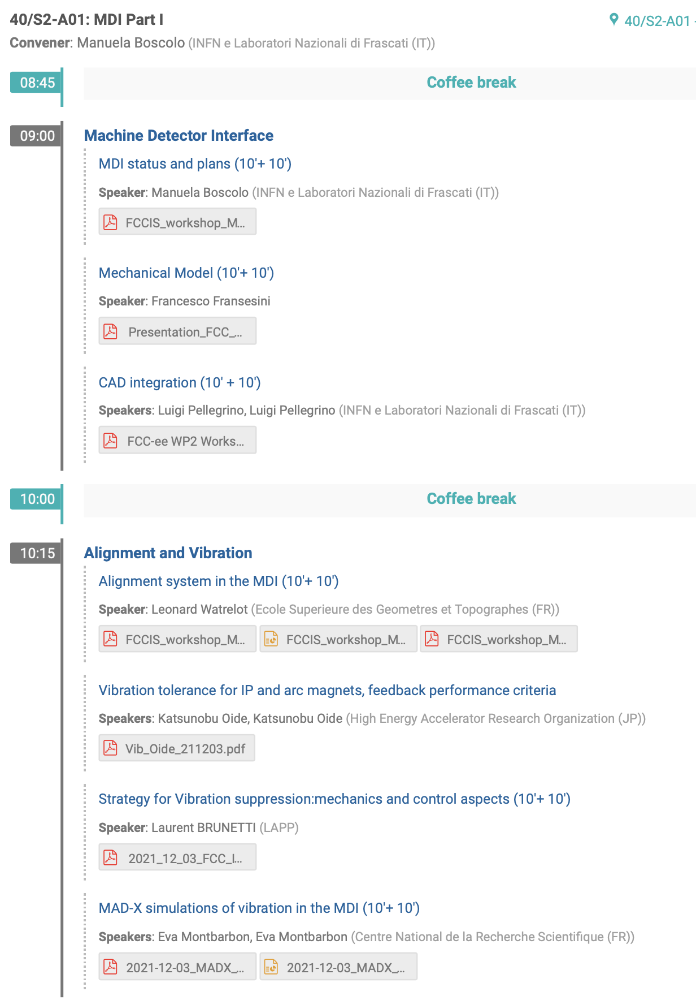 40/S2-A01: MDI Part I
40/S2-A01 -
Convener: Manuela Boscolo (INFN e Laboratori Nazionali di Frascati (IT))
08:45
Coffee break
09:00
Machine Detector Interface
MDI status and plans (10'+ 10')
Speaker: Manuela Boscolo (INFN e Laboratori Nazionali di Frascati (IT))
FCCIS_workshop_M...
Mechanical Model (10'+ 10')
Speaker: Francesco Fransesini
Presentation_FCC_...
CAD integration (10' + 10')
Speakers: Luigi Pellegrino, Luigi Pellegrino (INFN e Laboratori Nazionali di Frascati (IT))
FCC-ee WP2 Works...
10:00
Coffee break
10:15
Alignment and Vibration
Alignment system in the MDI (10'+ 10')
Speaker: Leonard Watrelot (Ecole Superieure des Geometres et Topographes (FR))
FCCIS_workshop_M... FCCIS_workshop_M... FCCIS_workshop_M...
Vibration tolerance for IP and arc magnets, feedback performance criteria
Speakers: Katsunobu Oide, Katsunobu Oide (High Energy Accelerator Research Organization (JP))
Vib_Oide_211203.pdf
Strategy for Vibration suppression:mechanics and control aspects (10'+ 10')
Speaker: Laurent BRUNETTI (LAPP)
2021_12_03_FCC_I...
MAD-X simulations of vibration in the MDI (10'+ 10')
Speakers: Eva Montbarbon, Eva Montbarbon (Centre National de la Recherche Scientifique (FR))
2021-12-03_MADX_... 2021-12-03_MADX_...